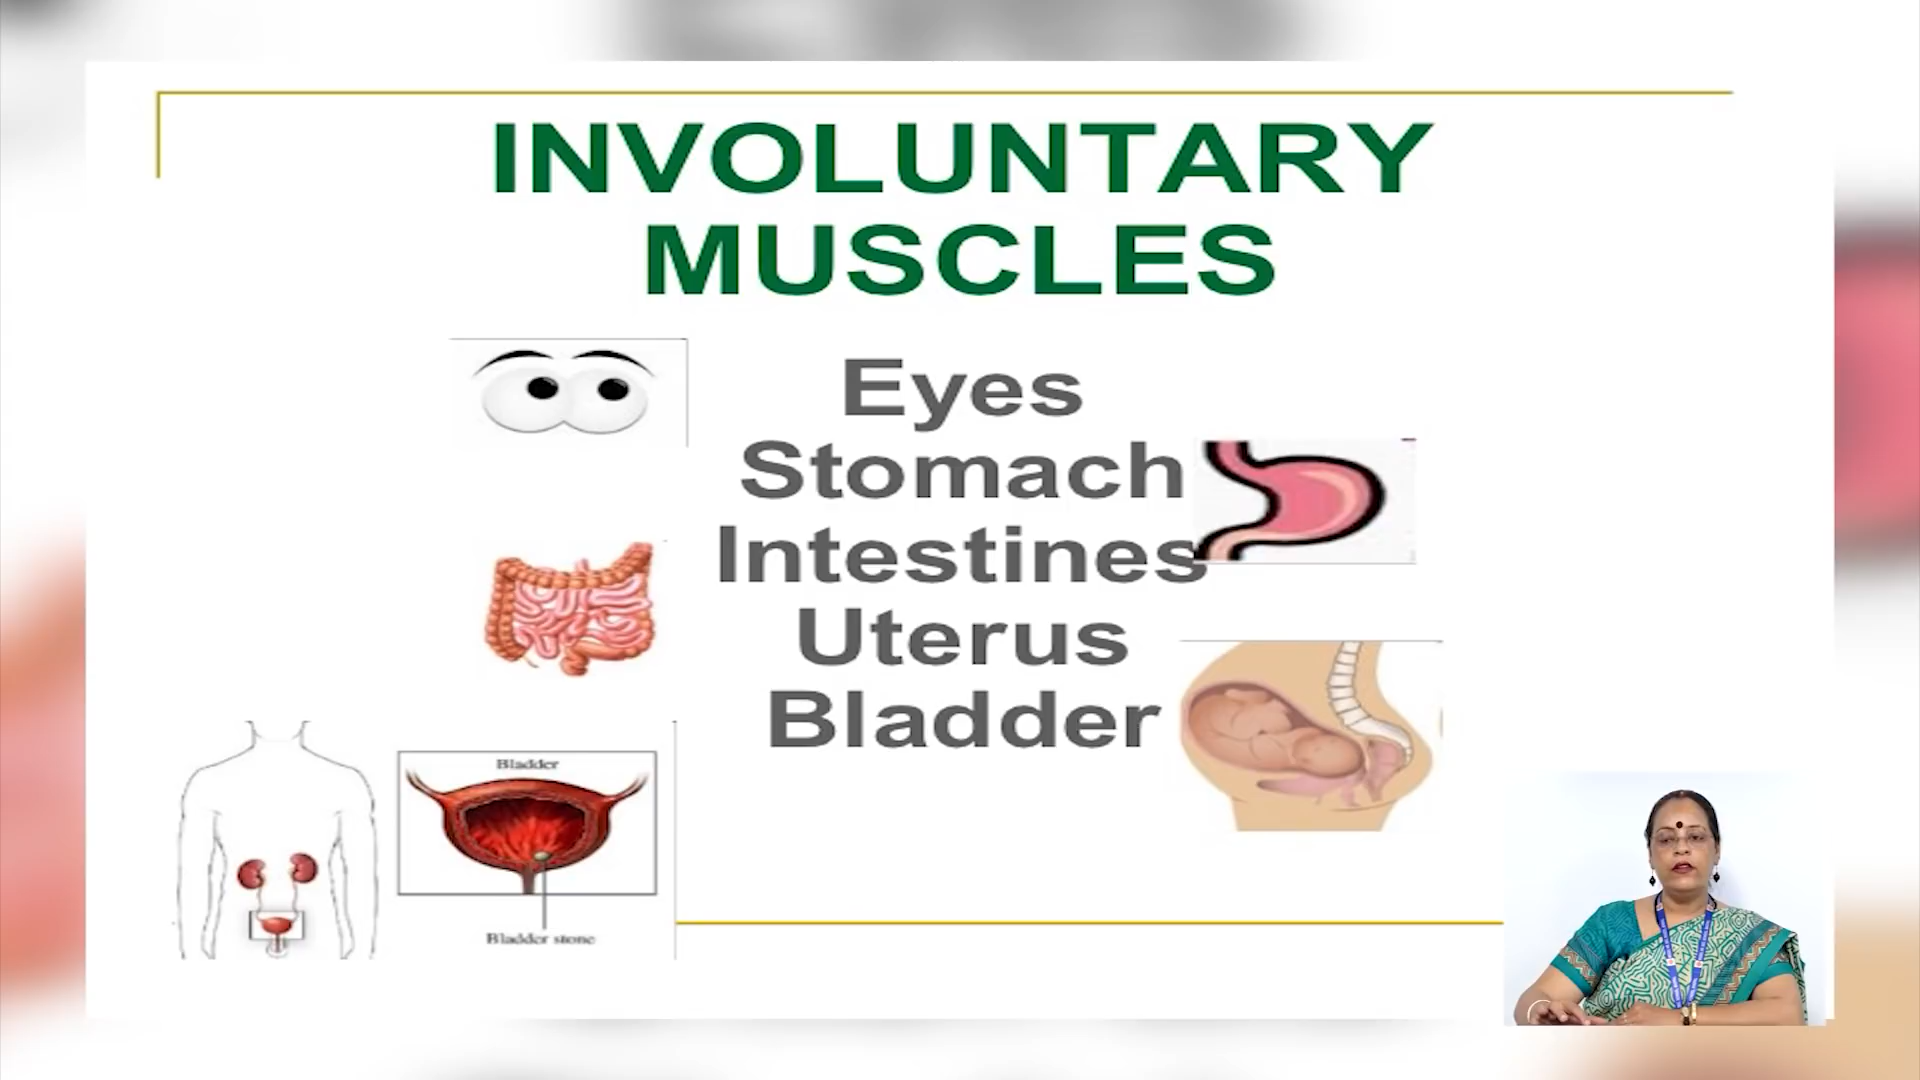 INVOLUNTARY
MUSCLES
Eyes
Stomach
Intestines
Uterus
Bladder
Bladder
Bladder stone